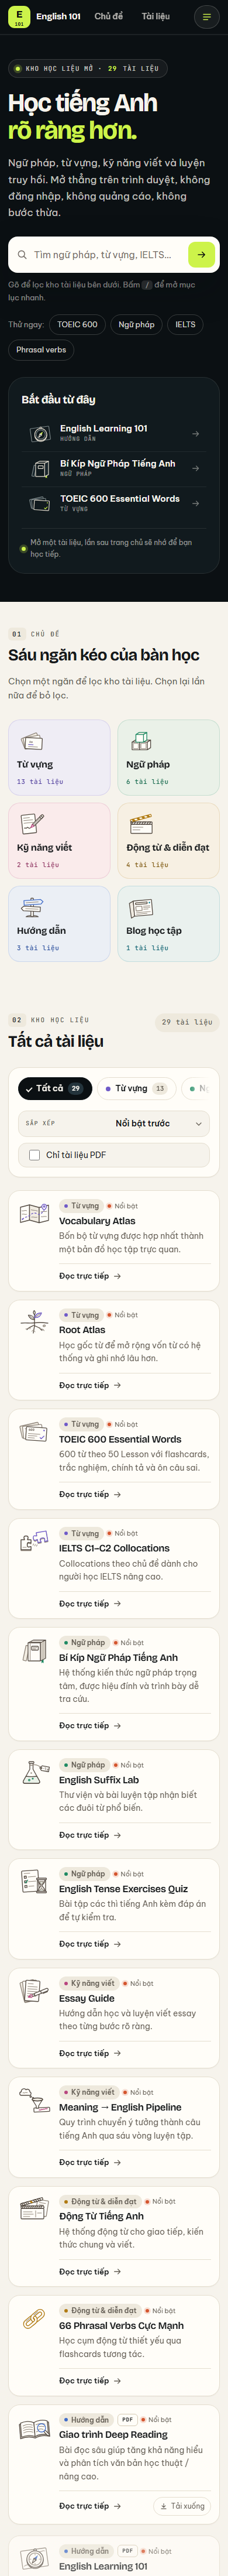 E
101
English 101
Chủ đề
Tài liệu
KHO HỌC LIỆU MỞ · 29 TÀI LIỆU
Học tiếng Anh
rõ ràng hơn.
Ngữ pháp, từ vựng, kỹ năng viết và luyện
thi rõ ràng. Mở thẳng trên trình duyệt, không
đăng nhập, không quảng cáo, không
bước thừa.
Tìm ngữ pháp, từ vựng, IELTS...
Gõ để lọc kho tài liệu bên dưới. Bấm / để mở mục
lục nhanh.
Thử ngay:
TOEIC 600
Ngữ pháp
IELTS
Phrasal verbs
Bắt đầu từ đây
English Learning 101
HƯỚNG DẪN
Bí Kíp Ngữ Pháp Tiếng Anh
NGỮ PHÁP
TOEIC 600 Essential Words
TỪ VỰNG
Mở một tài liệu, lần sau trang chủ sẽ nhớ để bạn
học tiếp.
01 CHỦ ĐỀ
Sáu ngăn kéo của bàn học
Chọn một ngăn để lọc kho tài liệu. Chọn lại lần
nữa để bỏ lọc.
Từ vựng
13 tài liệu
Ngữ pháp
6 tài liệu
Kỹ năng viết
2 tài liệu
Động từ & diễn đạt
4 tài liệu
Hướng dẫn
3 tài liệu
Blog học tập
1 tài liệu
02 KHO HỌC LIỆU
29 tài liệu
Tất cả tài liệu
Tất cả 29
Từ vựng 13
SẮP XẾP
Nổi bật trước
Chỉ tài liệu PDF
Từ vựng
Nổi bật
Vocabulary Atlas
Bốn bộ từ vựng được hợp nhất thành
một bản đồ học tập trực quan.
Đọc trực tiếp
Từ vựng
Nổi bật
Root Atlas
Học gốc từ để mở rộng vốn từ có hệ
thống và ghi nhớ lâu hơn.
Đọc trực tiếp
Từ vựng
Nổi bật
TOEIC 600 Essential Words
600 từ theo 50 Lesson với flashcards,
trắc nghiệm, chính tả và ôn câu sai.
Đọc trực tiếp
Từ vựng
Nổi bật
IELTS C1–C2 Collocations
Collocations theo chủ đề dành cho
người học IELTS nâng cao.
Đọc trực tiếp
Ngữ pháp
Nổi bật
Bí Kíp Ngữ Pháp Tiếng Anh
Hệ thống kiến thức ngữ pháp trọng
tâm, được hiệu đính và trình bày dễ
tra cứu.
Đọc trực tiếp
Ngữ pháp
Nổi bật
English Suffix Lab
Thư viện và bài luyện tập nhận biết
các đuôi từ phổ biến.
Đọc trực tiếp
Ngữ pháp
Nổi bật
English Tense Exercises Quiz
Bài tập các thì tiếng Anh kèm đáp án
để tự kiểm tra.
Đọc trực tiếp
Kỹ năng viết
Nổi bật
Essay Guide
Hướng dẫn học và luyện viết essay
theo từng bước rõ ràng.
Đọc trực tiếp
Kỹ năng viết
Nổi bật
Meaning → English Pipeline
Quy trình chuyển ý tưởng thành câu
tiếng Anh qua sáu vòng luyện tập.
Đọc trực tiếp
Động từ & diễn đạt
Nổi bật
Động Từ Tiếng Anh
Hệ thống động từ cho giao tiếp, kiến
thức chung và viết.
Đọc trực tiếp
Động từ & diễn đạt
Nổi bật
66 Phrasal Verbs Cực Mạnh
Học cụm động từ thiết yếu qua
flashcards tương tác.
Đọc trực tiếp
Hướng dẫn
PDF
Nổi bật
Giáo trình Deep Reading
Bài đọc sâu giúp tăng khả năng hiểu
và phân tích văn bản học thuật /
nâng cao.
Đọc trực tiếp
Tải xuống
Hướng dẫn
PDF
Nổi bật
English Learning 101